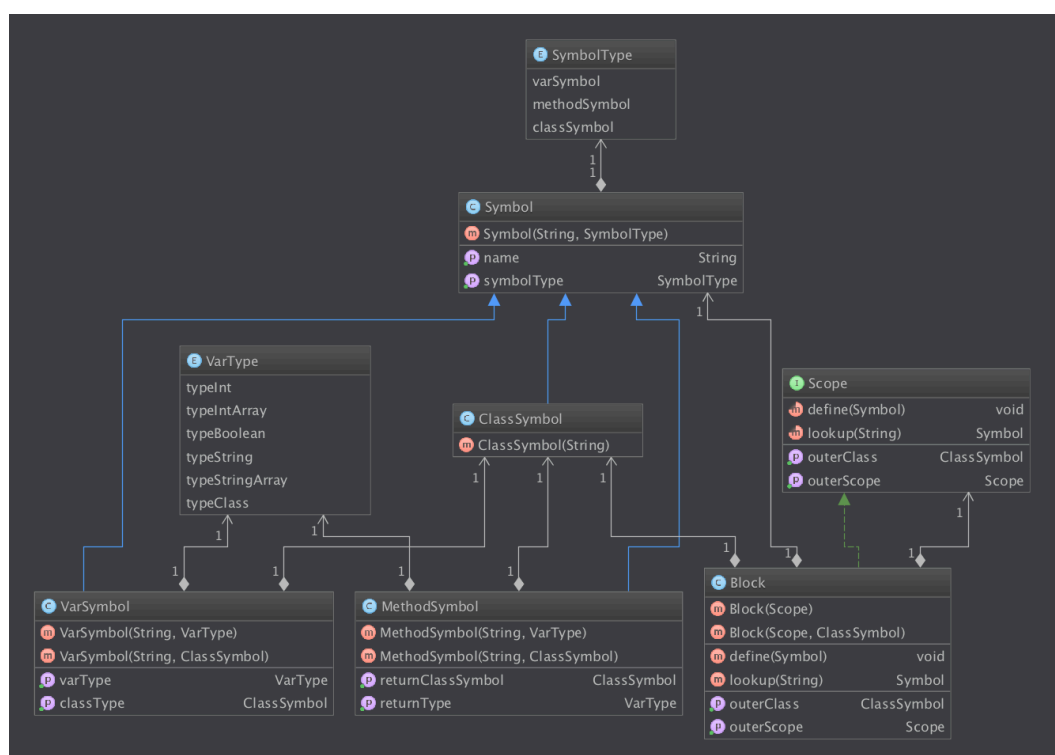 E SymbolType
varSymbol
methodSymbol
classSymbol
1
1
C Symbol
m Symbol(String, SymbolType)
p name String
p symbolType SymbolType
1
E VarType
typeInt
typeIntArray
typeBoolean
typeString
typeStringArray
typeClass
I Scope
m define(Symbol) void
m lookup(String) Symbol
p outerClass ClassSymbol
p outerScope Scope
C ClassSymbol
m ClassSymbol(String)
1 1 1
1 1 1
1 1 1 1 1 1 1
C VarSymbol
m VarSymbol(String, VarType)
m VarSymbol(String, ClassSymbol)
p varType VarType
p classType ClassSymbol
C MethodSymbol
m MethodSymbol(String, VarType)
m MethodSymbol(String, ClassSymbol)
p returnClassSymbol ClassSymbol
p returnType VarType
C Block
m Block(Scope)
m Block(Scope, ClassSymbol)
m define(Symbol) void
m lookup(String) Symbol
p outerClass ClassSymbol
p outerScope Scope